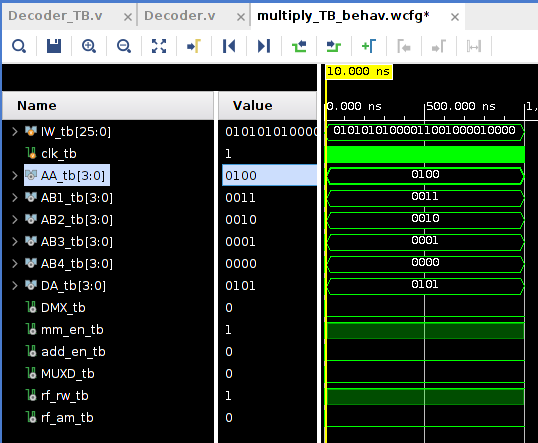 Decoder_TB.v Decoder.v multiply_TB_behav.wcfg*
10.000 ns
Name Value 0.000 ns 500.000 ns 1,
IW_tb[25:0] 010101010000 01010101000011001000010000
clk_tb 1
AA_tb[3:0] 0100 0100
AB1_tb[3:0] 0011 0011
AB2_tb[3:0] 0010 0010
AB3_tb[3:0] 0001 0001
AB4_tb[3:0] 0000 0000
DA_tb[3:0] 0101 0101
DMX_tb 0
mm_en_tb 1
add_en_tb 0
MUXD_tb 0
rf_rw_tb 1
rf_am_tb 0